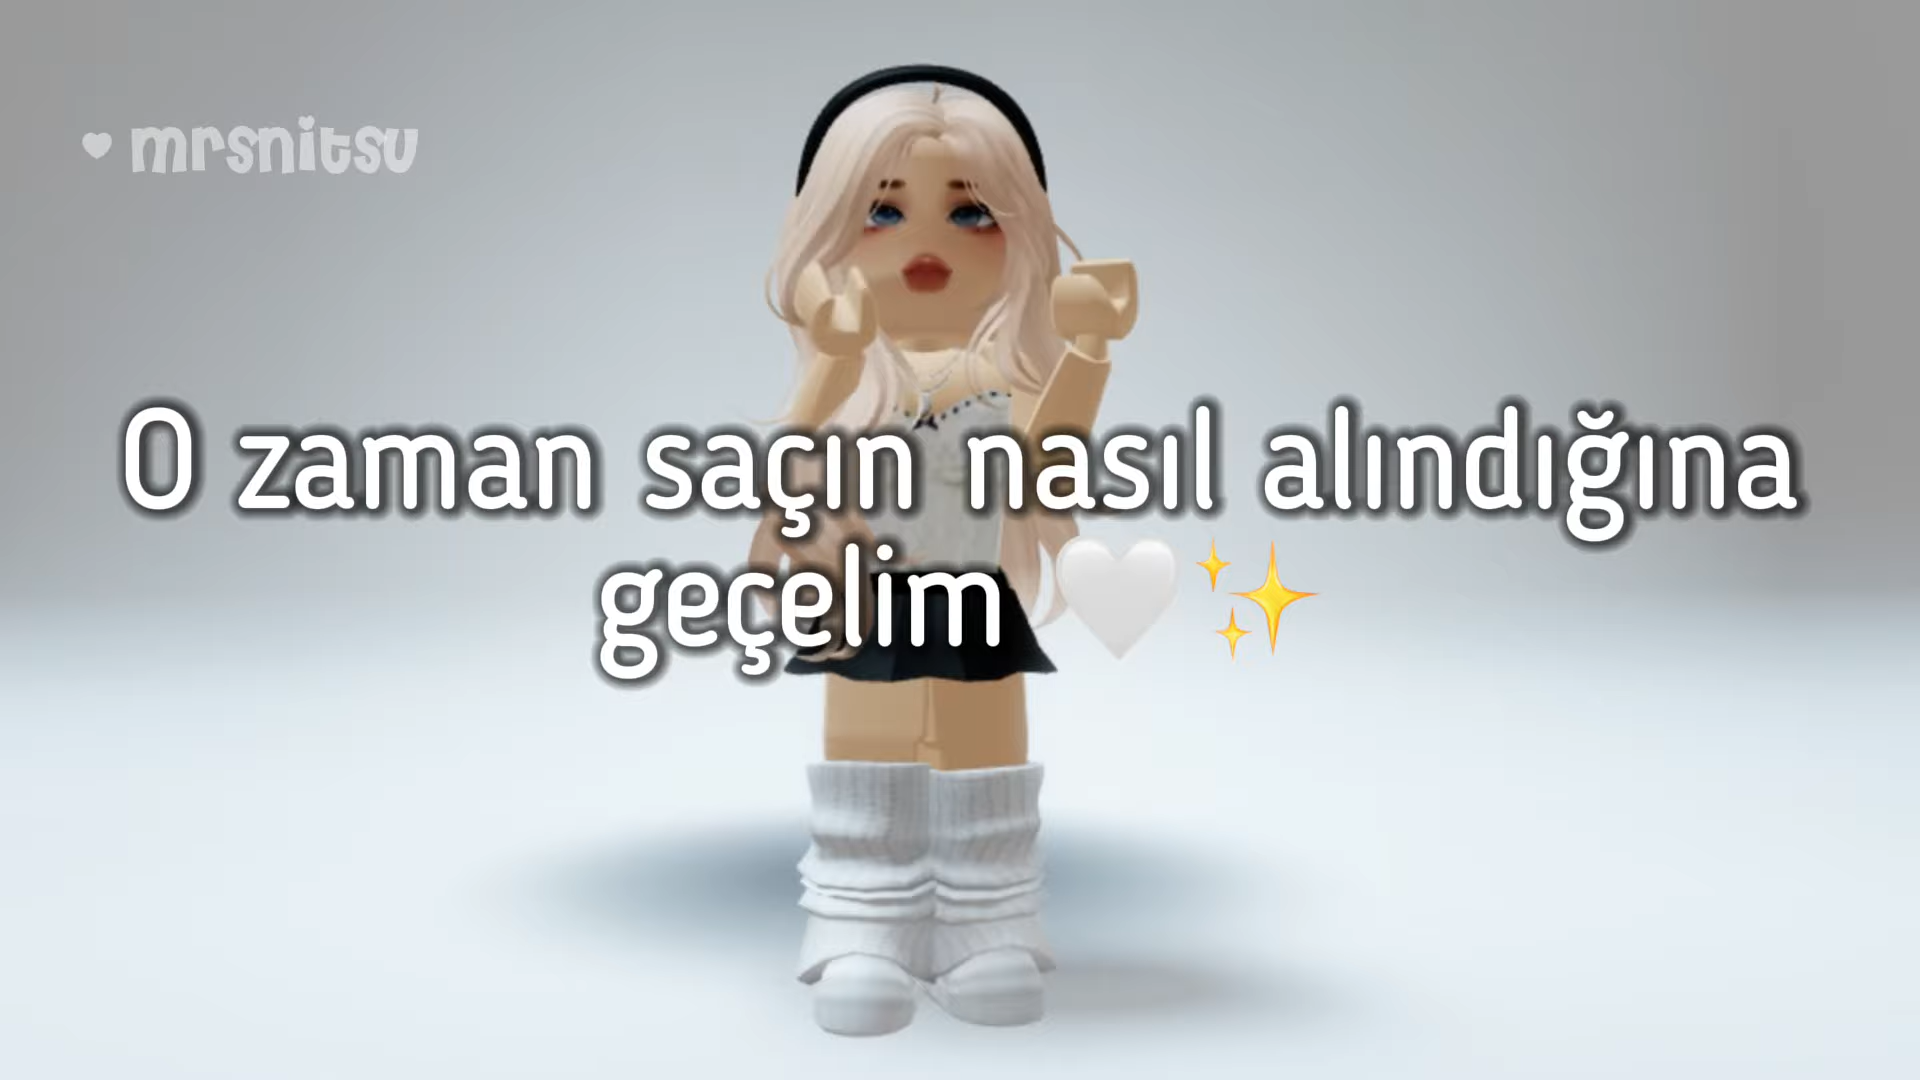 mrsnitsu
O zaman saçın nasıl alındığına
geçelim 🤍✨